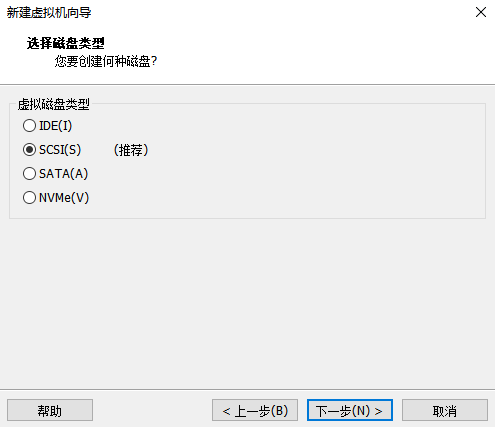 新建虚拟机向导
选择磁盘类型
您要创建何种磁盘?
虚拟磁盘类型
IDE(I)
SCSI(S) （推荐）
SATA(A)
NVMe(V)
帮助 < 上一步(B) 下一步(N) > 取消